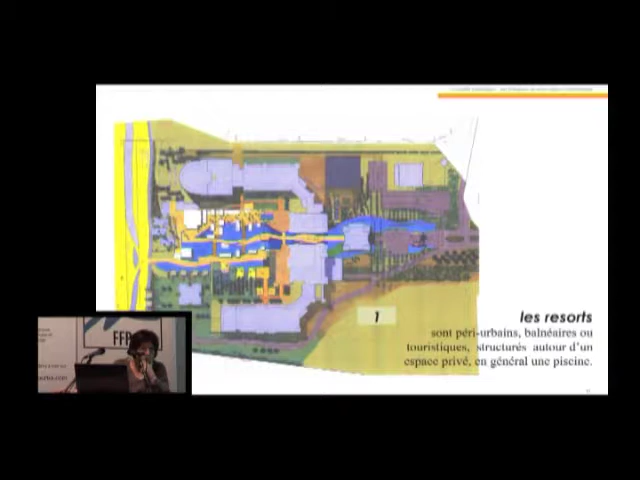 1
les resorts
sont péri-urbains, balnéaires ou
touristiques, structurés autour d'un
espace privé, en général une piscine.
FFP